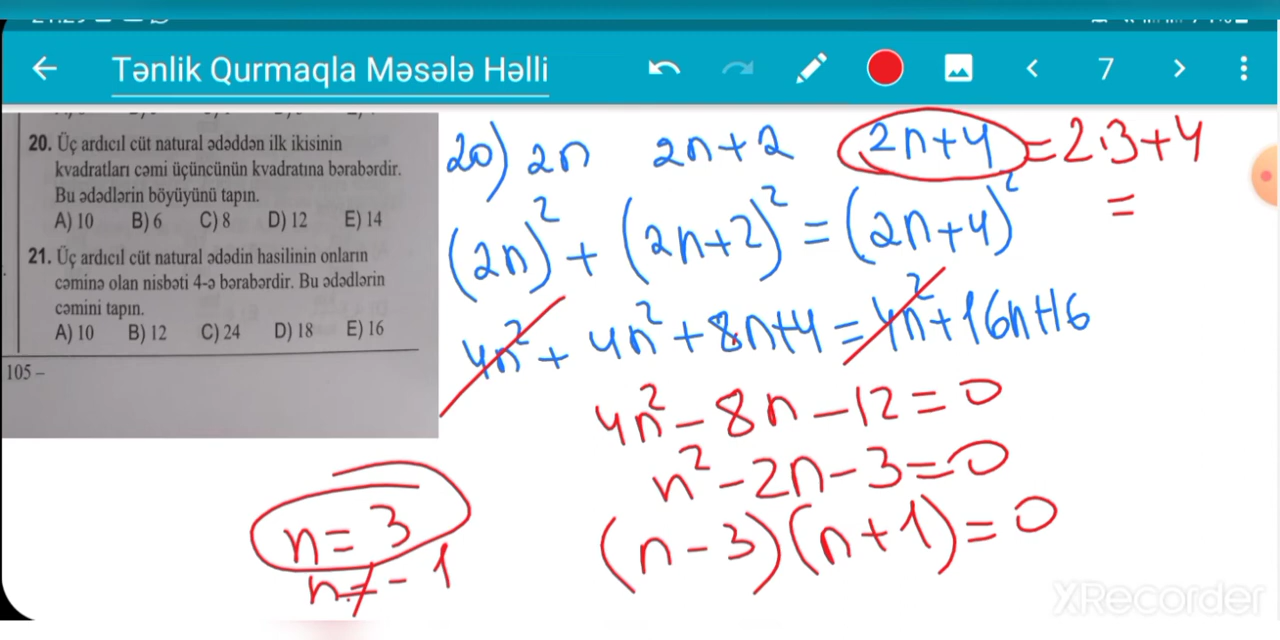 Tənlik Qurmaqla Məsələ Həlli
7
20. Üç ardıcıl cüt natural ədəddən ilk ikisinin
kvadratları cəmi üçüncünün kvadratına bərabərdir.
Bu ədədlərin böyüyünü tapın.
A) 10 B) 6 C) 8 D) 12 E) 14
21. Üç ardıcıl cüt natural ədədin hasilinin onların
cəminə olan nisbəti 4-ə bərabərdir. Bu ədədlərin
cəmini tapın.
A) 10 B) 12 C) 24 D) 18 E) 16
105 –
20) 2n 2n+2 2n+4 = 2·3+4
=
(2n)² + (2n+2)² = (2n+4)²
4n² + 4n² + 8n+4 = 4n² + 16n+16
4n² – 8n – 12 = 0
n² – 2n – 3 = 0
(n – 3)(n + 1) = 0
n = 3
n ≠ – 1
XRecorder